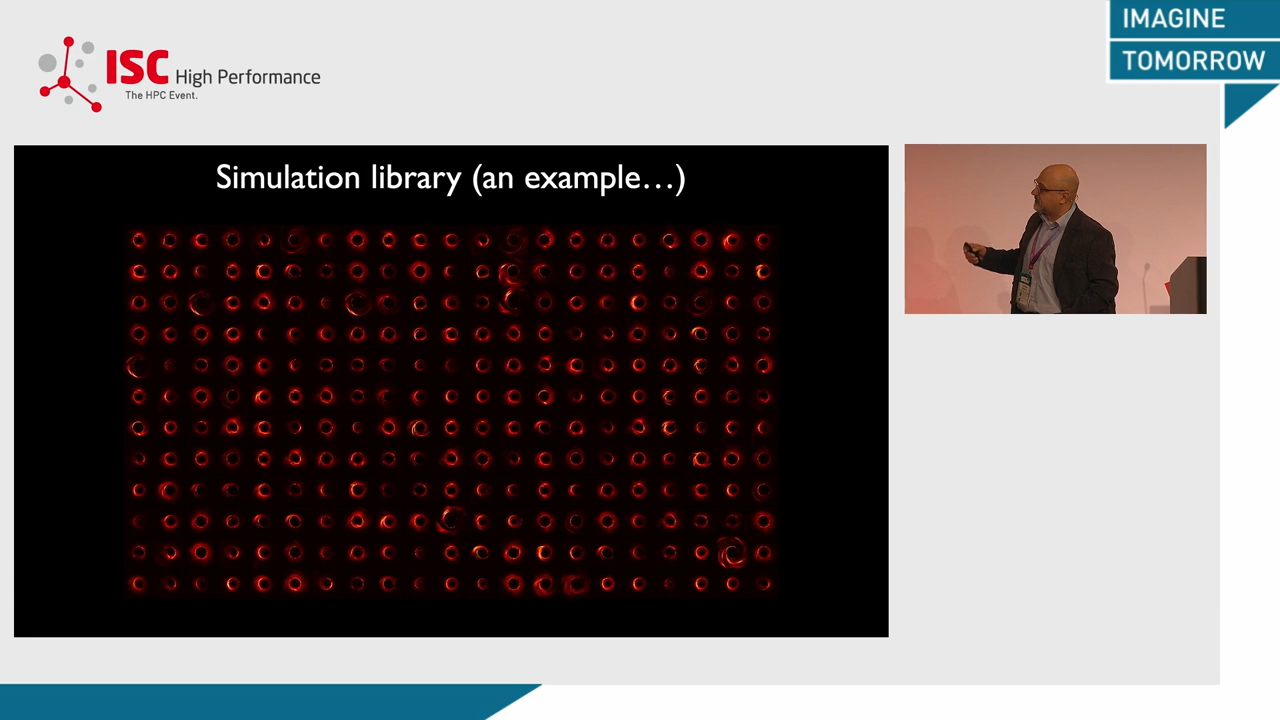 IMAGINE
TOMORROW
ISC High Performance
The HPC Event.
Simulation library (an example…)